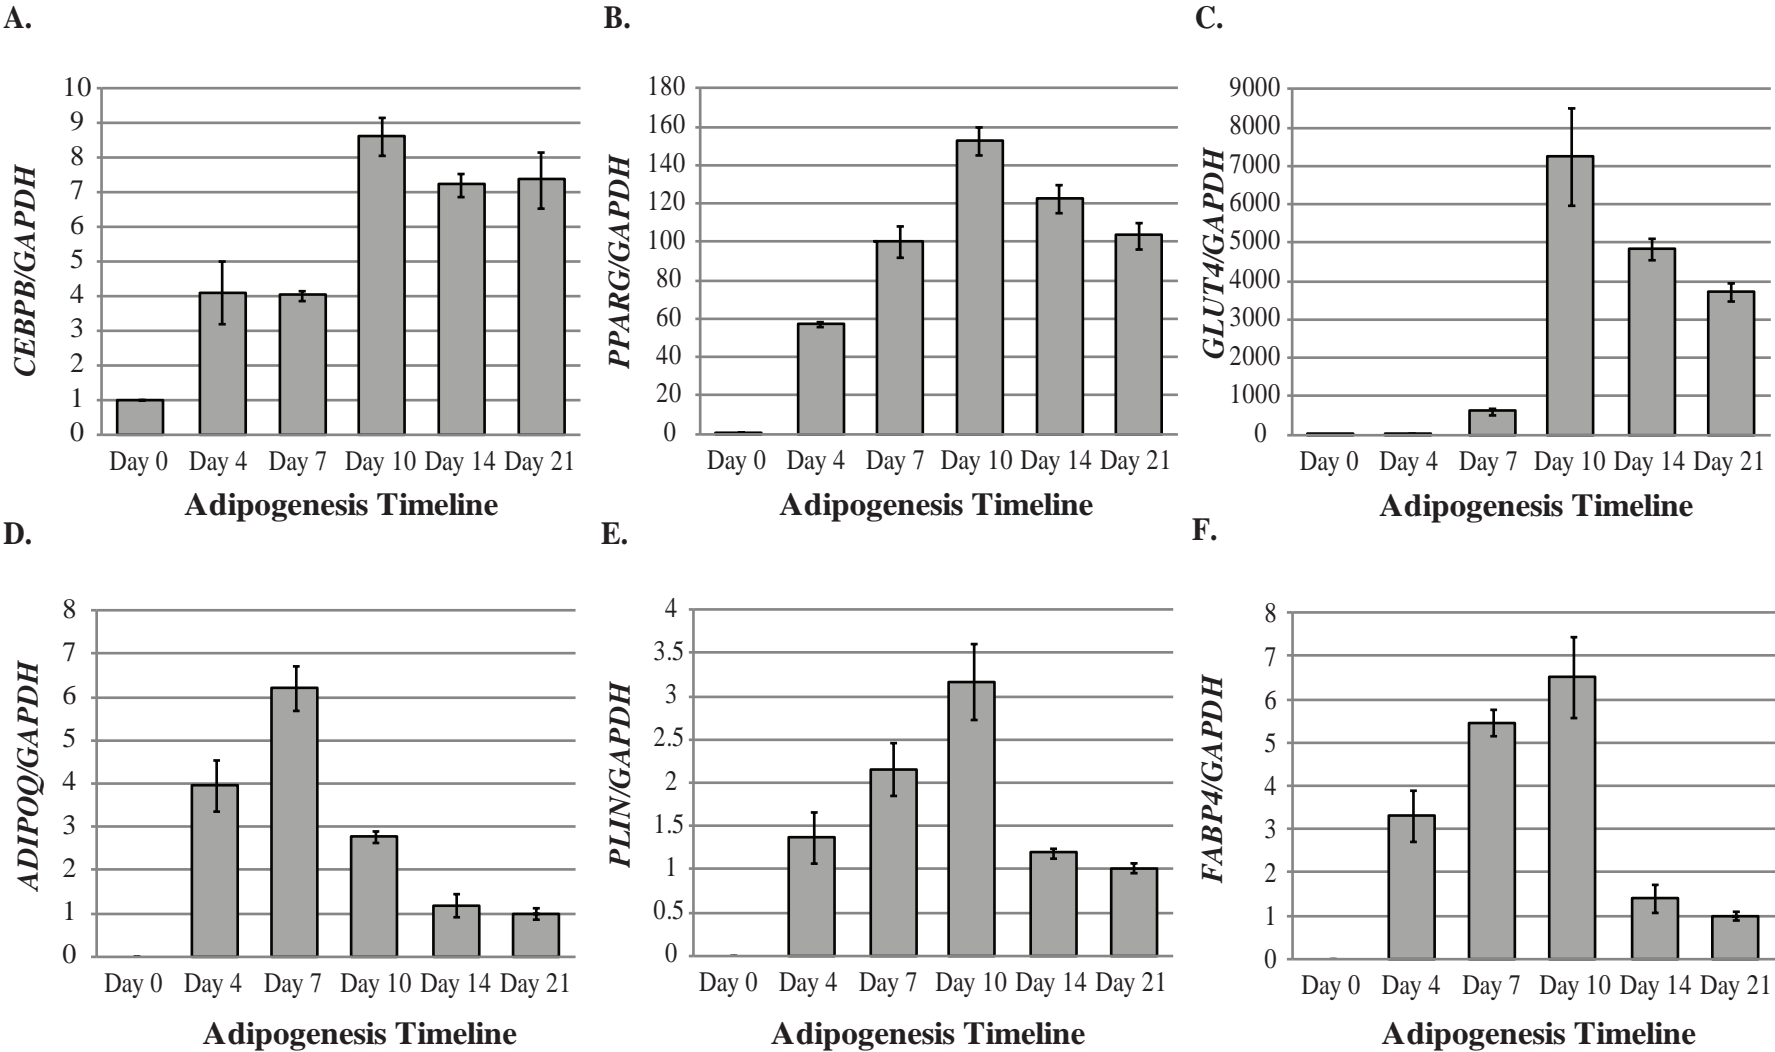 A.
CEBPB/GAPDH
10
9
8
7
6
5
4
3
2
1
0
Day 0 Day 4 Day 7 Day 10 Day 14 Day 21
Adipogenesis Timeline
B.
PPARG/GAPDH
180
160
140
120
100
80
60
40
20
0
Day 0 Day 4 Day 7 Day 10 Day 14 Day 21
Adipogenesis Timeline
C.
GLUT4/GAPDH
9000
8000
7000
6000
5000
4000
3000
2000
1000
0
Day 0 Day 4 Day 7 Day 10 Day 14 Day 21
Adipogenesis Timeline
D.
ADIPOQ/GAPDH
8
7
6
5
4
3
2
1
0
Day 0 Day 4 Day 7 Day 10 Day 14 Day 21
Adipogenesis Timeline
E.
PLIN/GAPDH
4
3.5
3
2.5
2
1.5
1
0.5
0
Day 0 Day 4 Day 7 Day 10 Day 14 Day 21
Adipogenesis Timeline
F.
FABP4/GAPDH
8
7
6
5
4
3
2
1
0
Day 0 Day 4 Day 7 Day 10 Day 14 Day 21
Adipogenesis Timeline